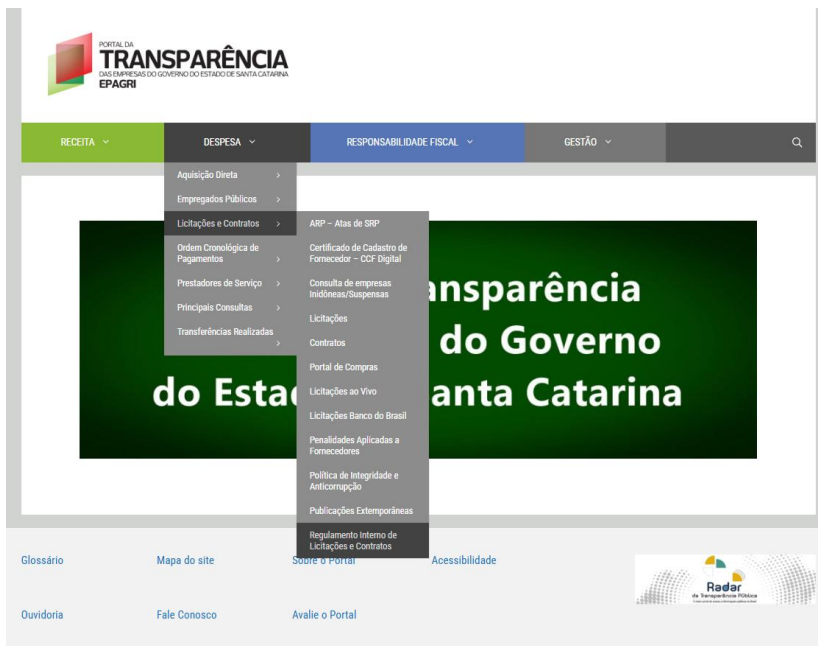 PORTAL DA
TRANSPARÊNCIA
DAS EMPRESAS DO GOVERNO DO ESTADO DE SANTA CATARINA
EPAGRI
RECEITA
DESPESA
RESPONSABILIDADE FISCAL
GESTÃO
Aquisição Direta
Empregados Públicos
Licitações e Contratos
Ordem Cronológica de
Pagamentos
Prestadores de Serviço
Principais Consultas
Transferências Realizadas
ARP – Atas de SRP
Certificado de Cadastro de
Fornecedor – CCF Digital
Consulta de empresas
Inidôneas/Suspensas
Licitações
Contratos
Portal de Compras
Licitações ao Vivo
Licitações Banco do Brasil
Penalidades Aplicadas a
Fornecedores
Política de Integridade e
Anticorrupção
Publicações Extemporâneas
Regulamento Interno de
Licitações e Contratos
ansparência
do Governo
do Esta anta Catarina
Glossário
Mapa do site
Sobre o Portal
Acessibilidade
Ouvidoria
Fale Conosco
Avalie o Portal
Radar
da Transparência Pública